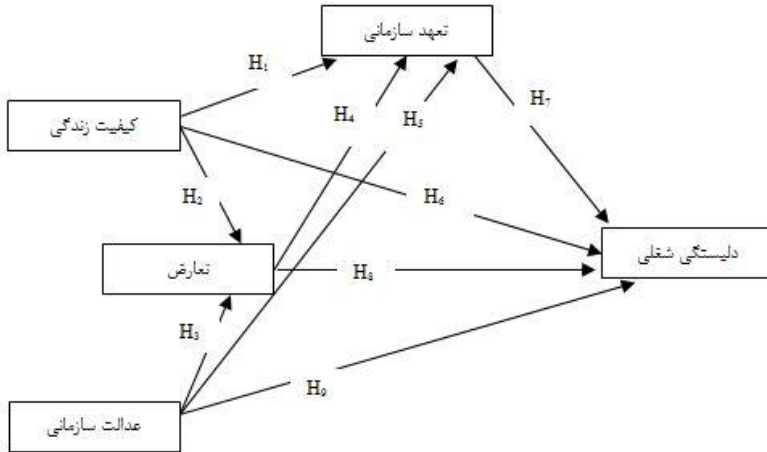 تعهد سازمانی
H₁
H₄
H₅
H₇
کیفیت زندگی
H₂
H₆
دلبستگی شغلی
تعارض
H₈
H₃
H₉
عدالت سازمانی